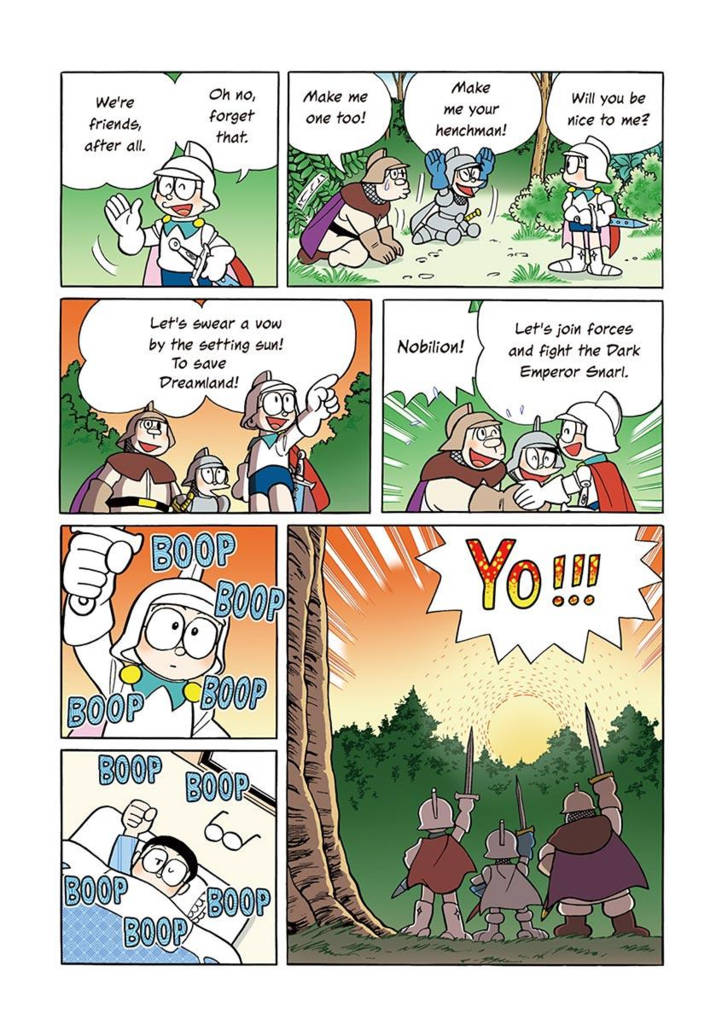 Will you be
nice to me?
Make
me your
henchman!
Make me
one too!
Oh no,
forget
that.
We're
friends,
after all.
Let's join forces
and fight the Dark
Emperor Snarl.
Nobilion!
Let's swear a vow
by the setting sun!
To save
Dreamland!
Yo!!!
BOOP
BOOP
BOOP
BOOP
BOOP
BOOP
BOOP
BOOP
BOOP